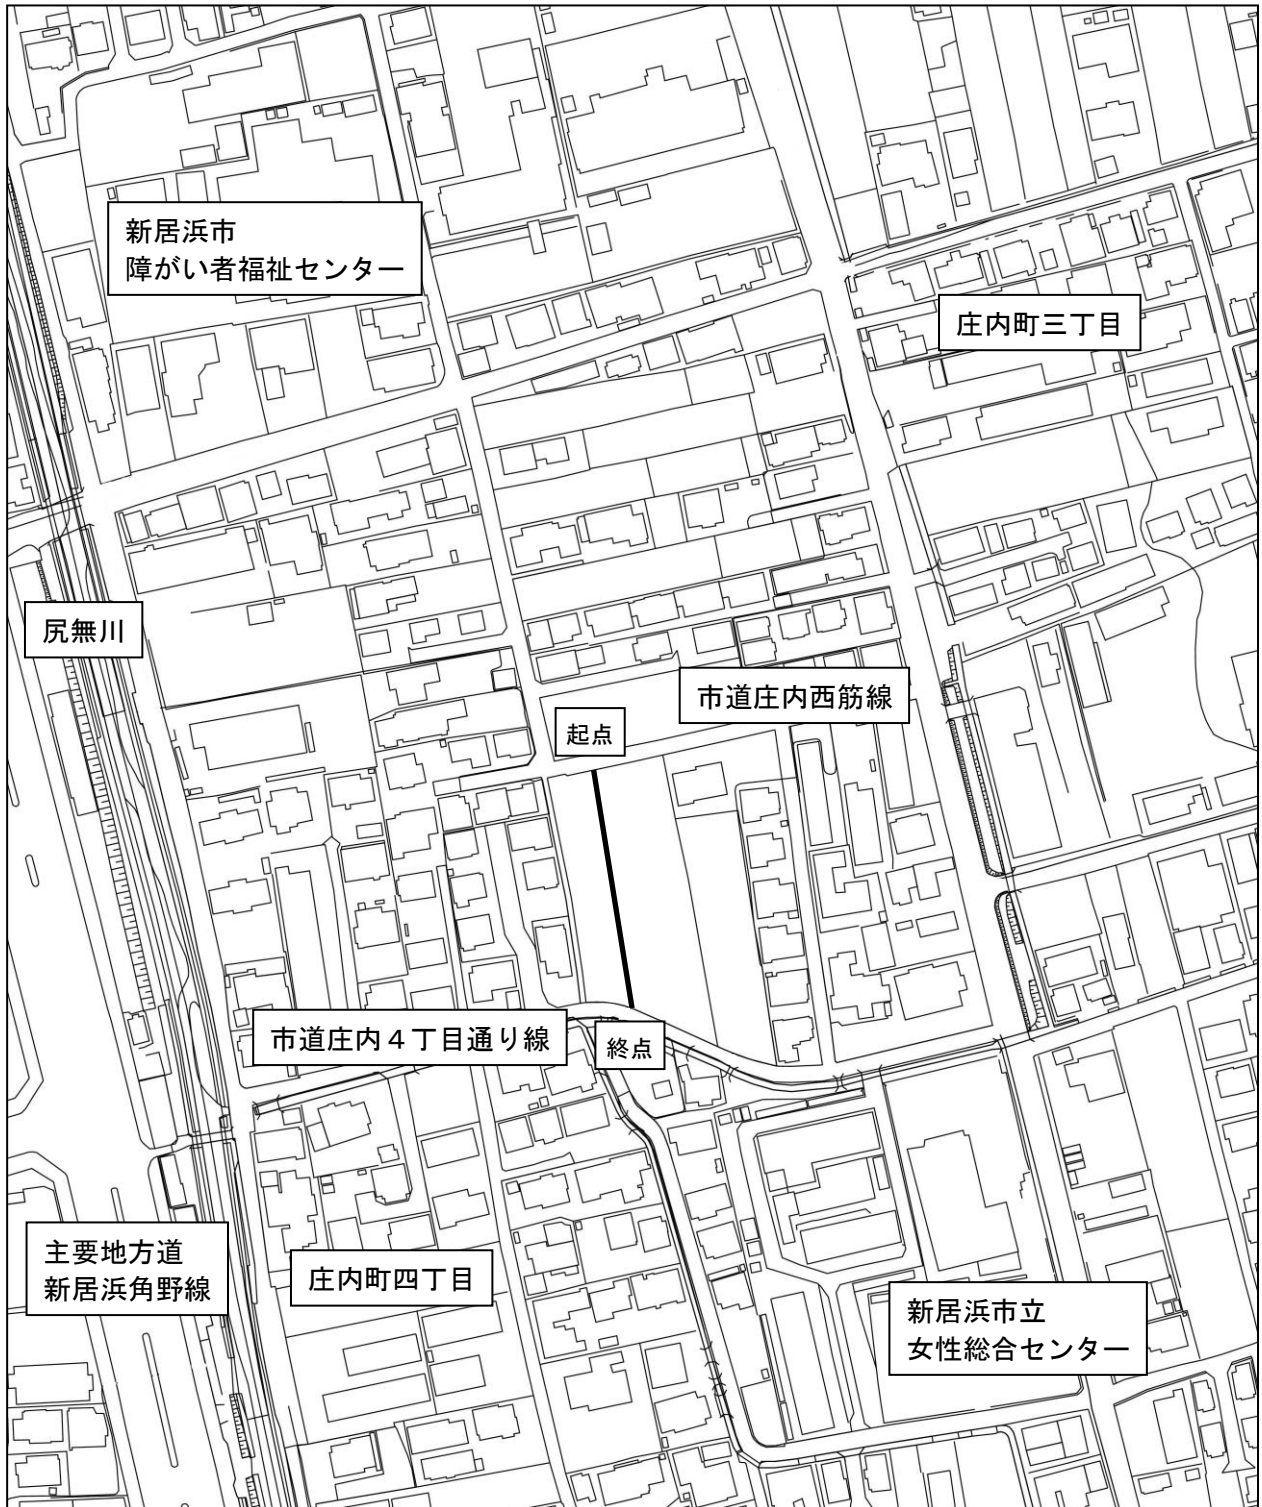 新居浜市
障がい者福祉センター
庄内町三丁目
尻無川
市道庄内西筋線
起点
市道庄内４丁目通り線
終点
主要地方道
新居浜角野線
庄内町四丁目
新居浜市立
女性総合センター